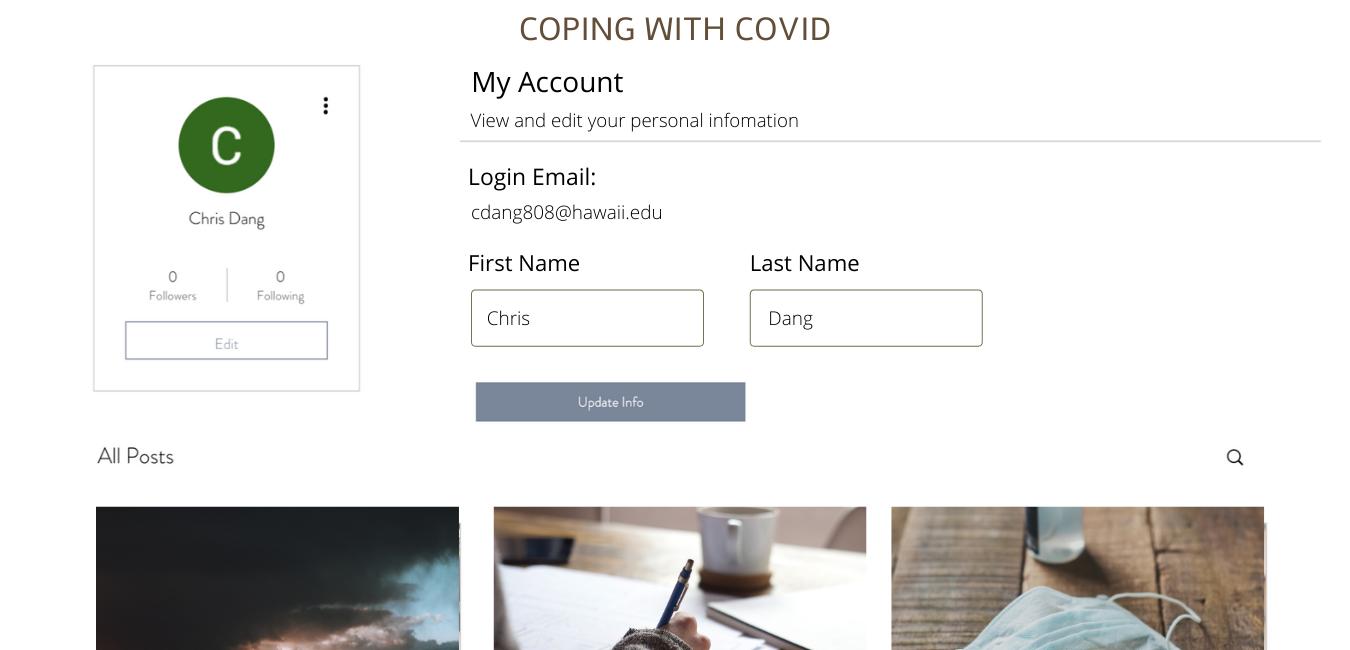 COPING WITH COVID
C
Chris Dang
0
Followers
0
Following
Edit
My Account
View and edit your personal infomation
Login Email:
cdang808@hawaii.edu
First Name
Last Name
Chris
Dang
Update Info
All Posts